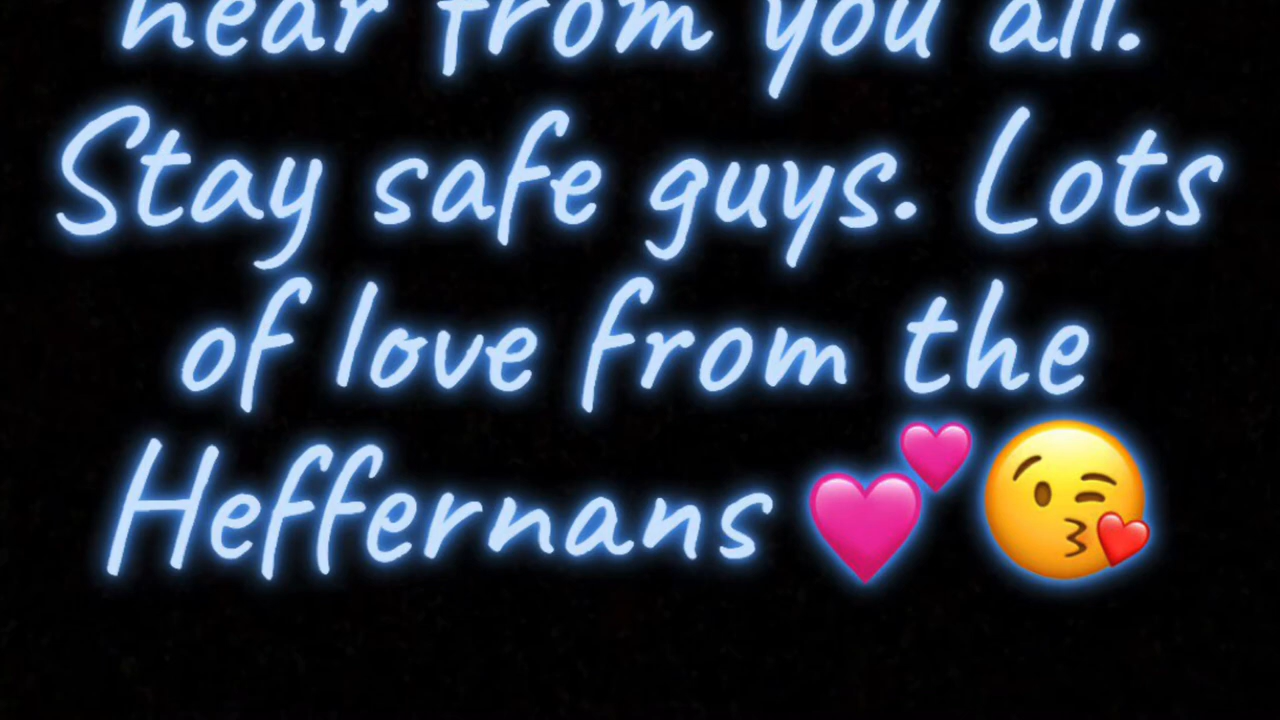 hear from you all.
Stay safe guys. Lots
of love from the
Heffernans 💕😘